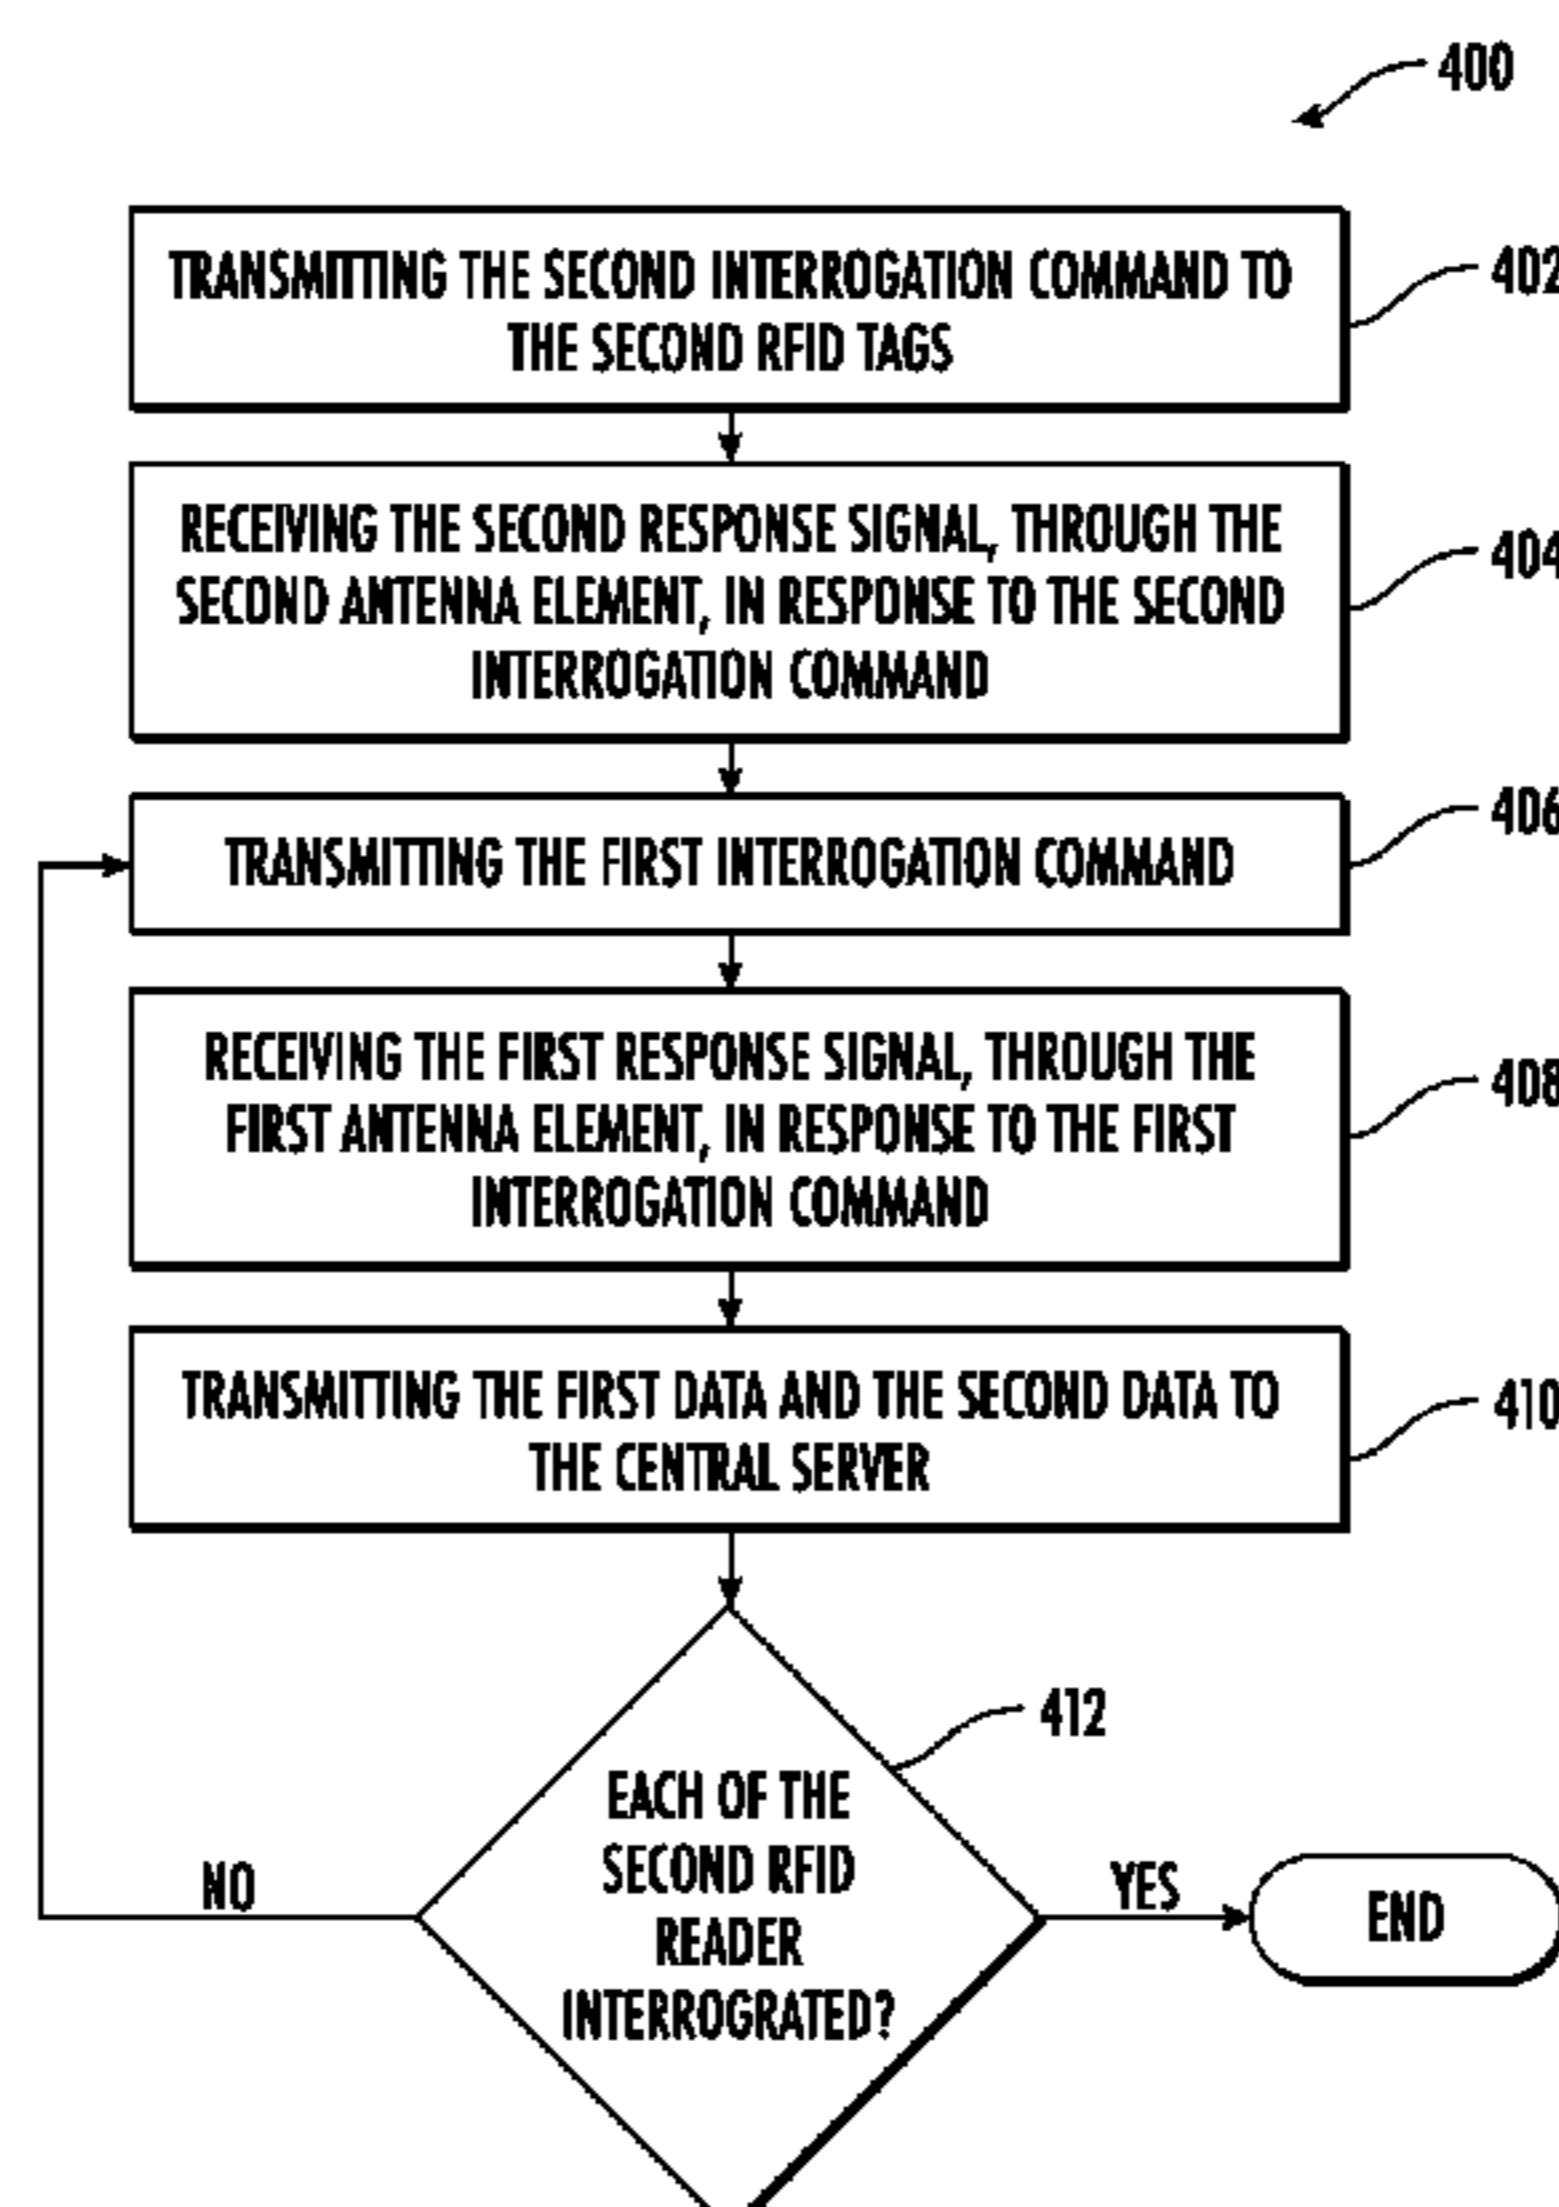 400
TRANSMITTING THE SECOND INTERROGATION COMMAND TO
THE SECOND RFID TAGS
402
RECEIVING THE SECOND RESPONSE SIGNAL, THROUGH THE
SECOND ANTENNA ELEMENT, IN RESPONSE TO THE SECOND
INTERROGATION COMMAND
404
TRANSMITTING THE FIRST INTERROGATION COMMAND
406
RECEIVING THE FIRST RESPONSE SIGNAL, THROUGH THE
FIRST ANTENNA ELEMENT, IN RESPONSE TO THE FIRST
INTERROGATION COMMAND
408
TRANSMITTING THE FIRST DATA AND THE SECOND DATA TO
THE CENTRAL SERVER
410
412
EACH OF THE
SECOND RFID
READER
INTERROGRATED?
NO
YES
END